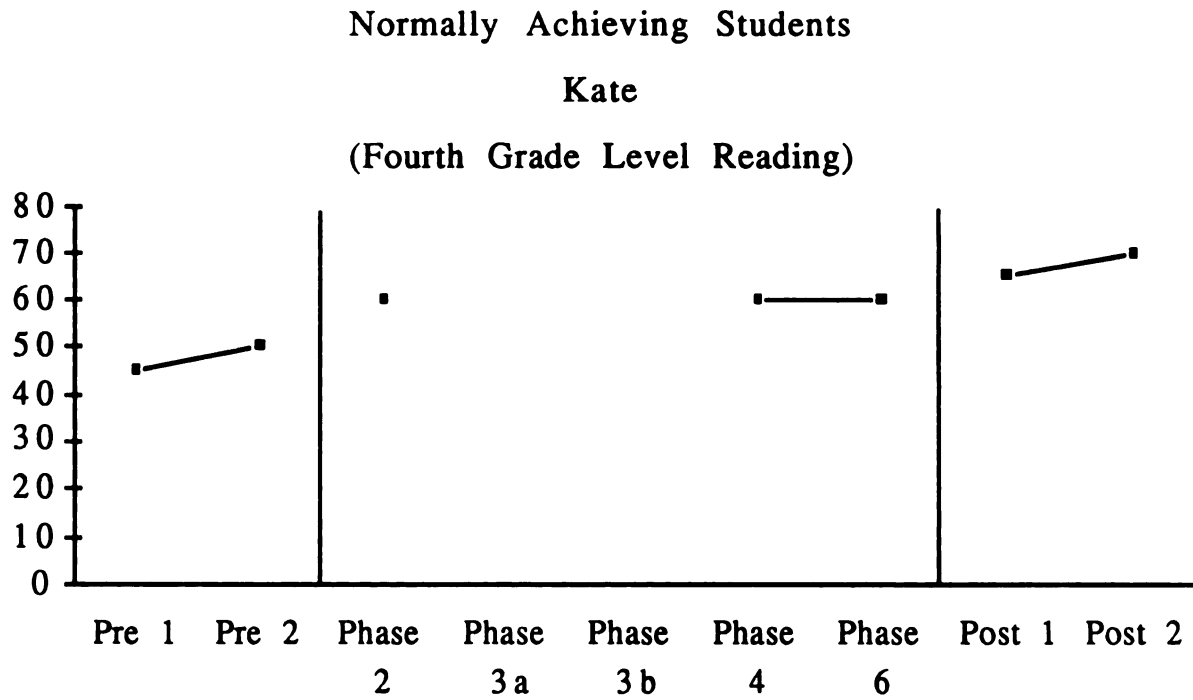 Normally Achieving Students
Kate
(Fourth Grade Level Reading)
80
70
60
50
40
30
20
10
0
Pre 1 Pre 2 Phase Phase Phase Phase Phase Post 1 Post 2
2 3a 3b 4 6